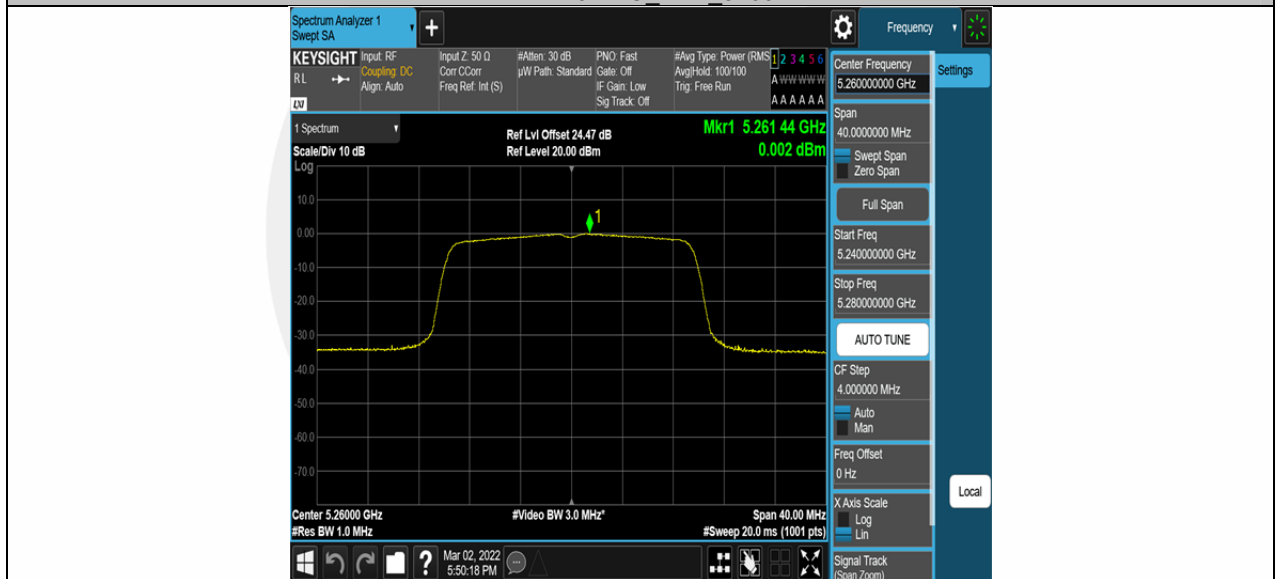 Spectrum Analyzer 1
Swept SA
+
Frequency
KEYSIGHT
RL
LXI
Input: RF
Coupling: DC
Align: Auto
Input Z: 50 Ω
Corr CCorr
Freq Ref: Int (S)
#Atten: 30 dB
µW Path: Standard
PNO: Fast
Gate: Off
IF Gain: Low
Sig Track: Off
#Avg Type: Power (RMS
Avg|Hold: 100/100
Trig: Free Run
1 2 3 4 5 6
A W W W W W
A A A A A A
Center Frequency
5.260000000 GHz
Settings
Span
40.0000000 MHz
Swept Span
Zero Span
Full Span
Start Freq
5.240000000 GHz
Stop Freq
5.280000000 GHz
AUTO TUNE
CF Step
4.000000 MHz
Auto
Man
Freq Offset
0 Hz
X Axis Scale
Log
Lin
Local
Signal Track
(Span Zoom)
1 Spectrum
Scale/Div 10 dB
Log
Ref Lvl Offset 24.47 dB
Ref Level 20.00 dBm
Mkr1 5.261 44 GHz
0.002 dBm
1
10.0
0.00
-10.0
-20.0
-30.0
-40.0
-50.0
-60.0
-70.0
Center 5.26000 GHz
#Res BW 1.0 MHz
#Video BW 3.0 MHz*
Span 40.00 MHz
#Sweep 20.0 ms (1001 pts)
?
Mar 02, 2022
5:50:18 PM